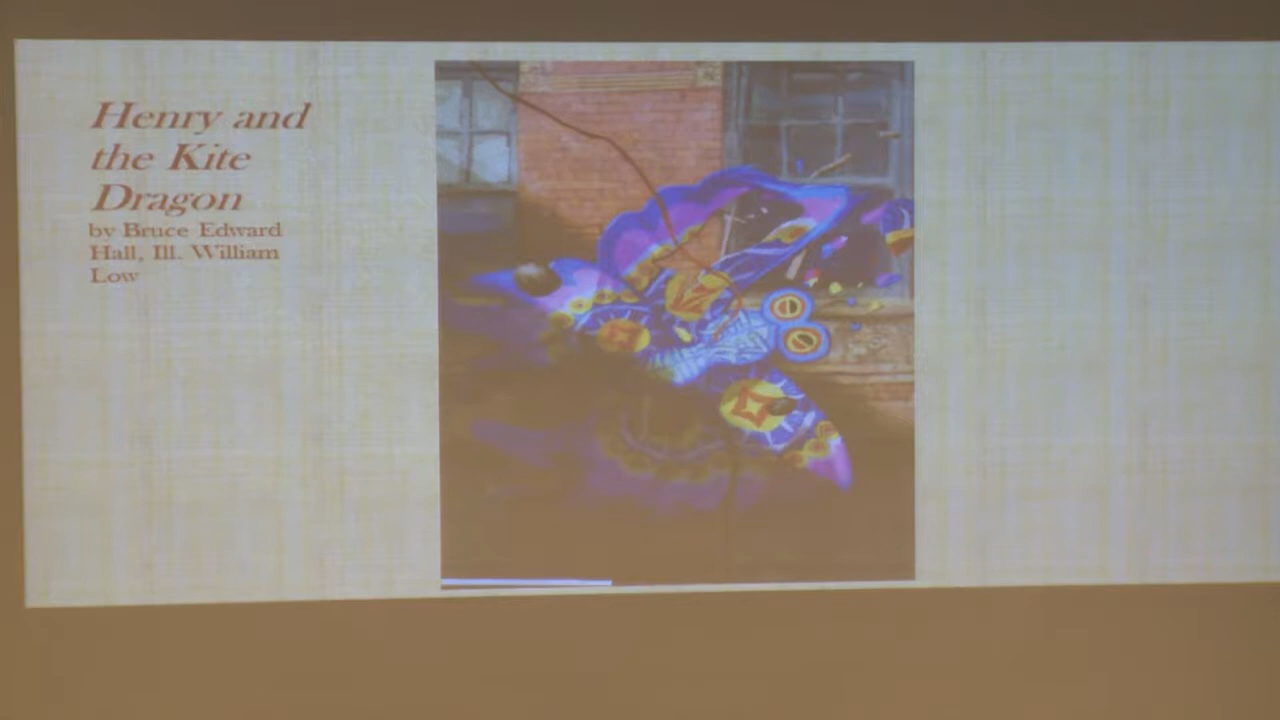 Henry and
the Kite
Dragon
by Bruce Edward
Hall, Ill. William
Low